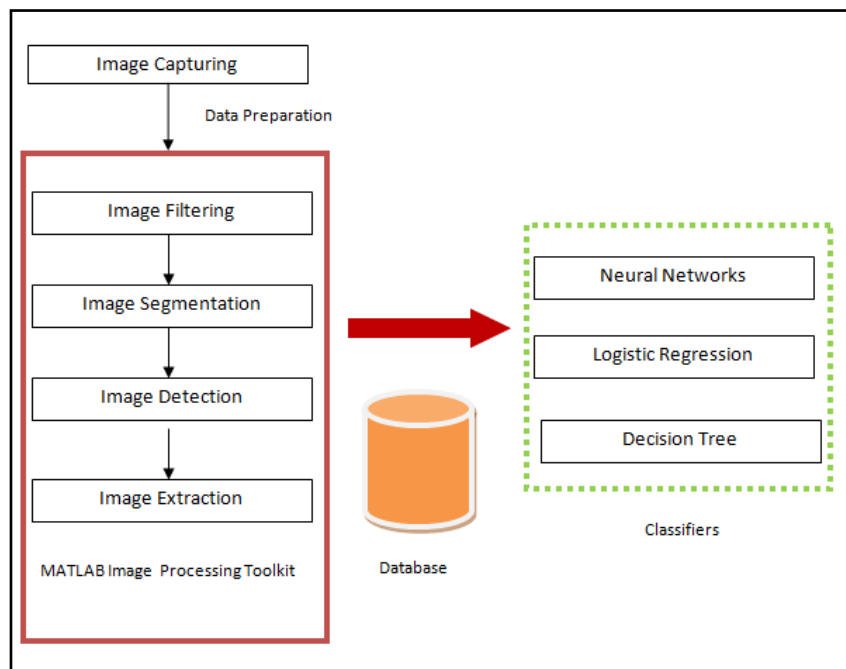 Image Capturing
Data Preparation
Image Filtering
Image Segmentation
Image Detection
Image Extraction
MATLAB Image Processing Toolkit
Database
Neural Networks
Logistic Regression
Decision Tree
Classifiers